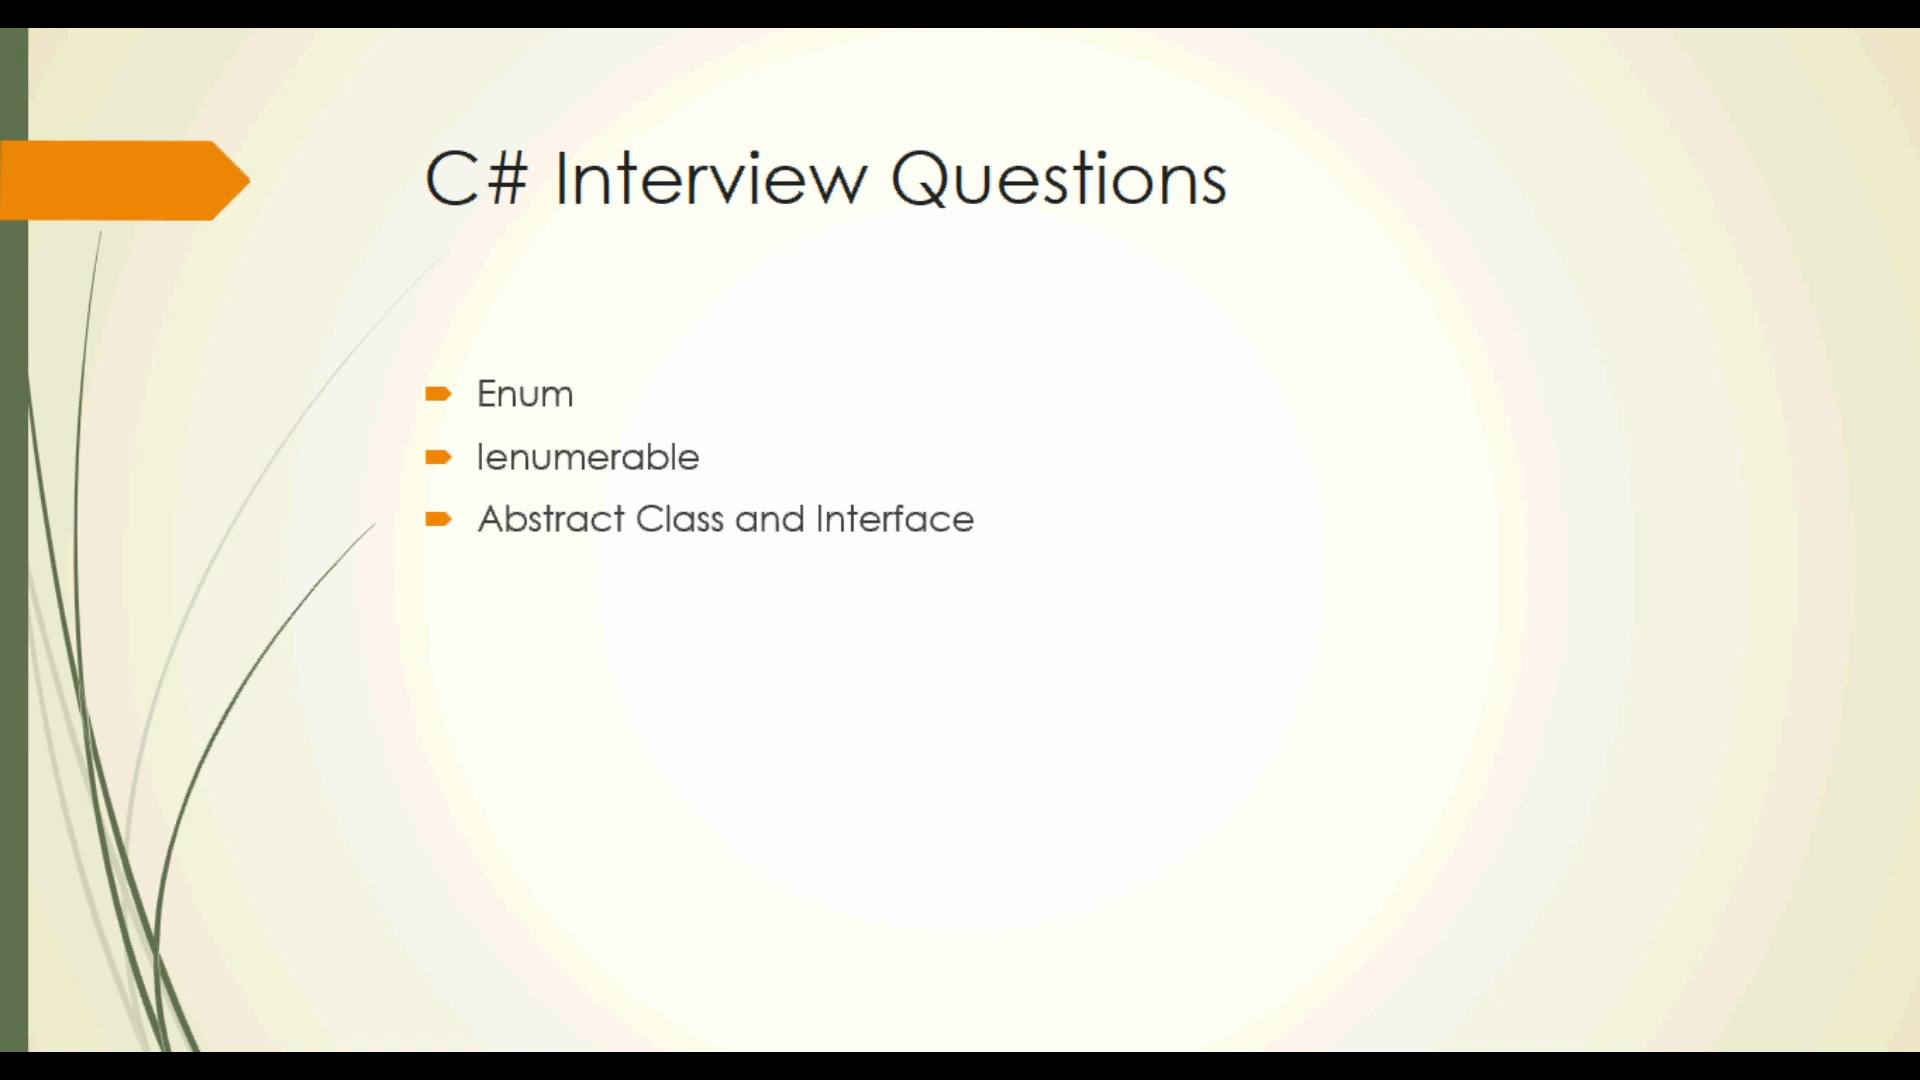 C# Interview Questions
Enum
Ienumerable
Abstract Class and Interface